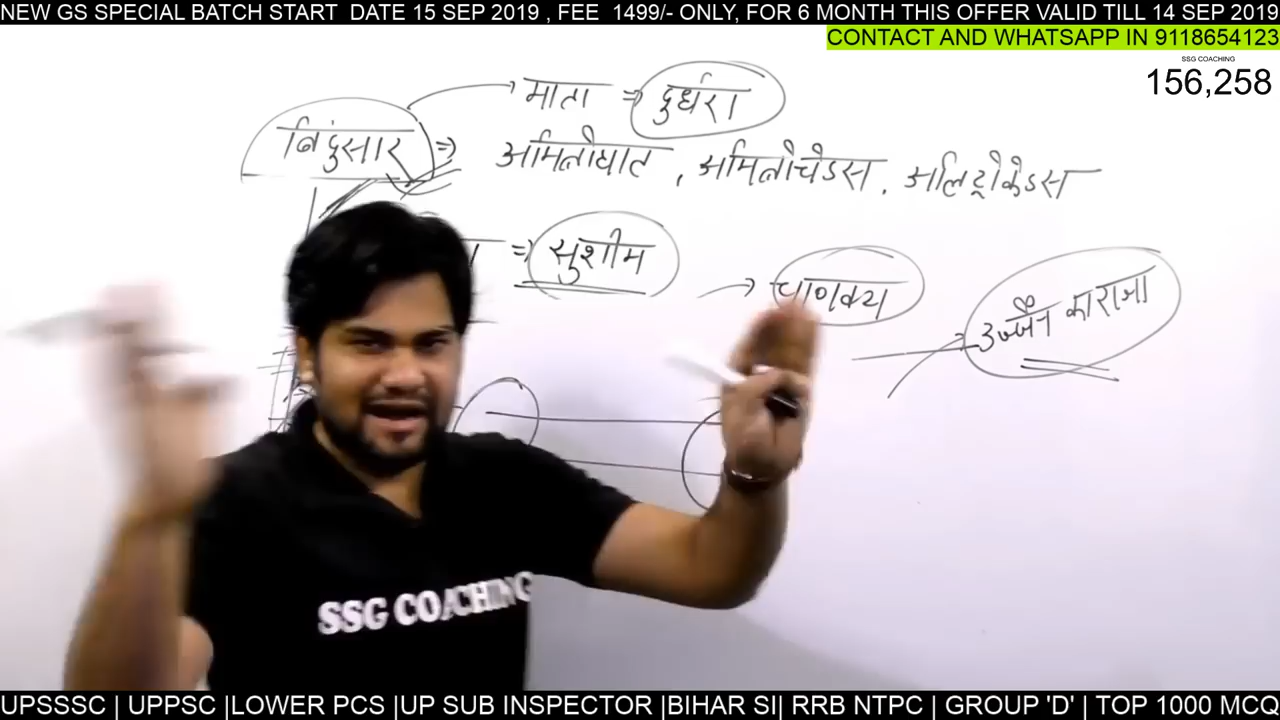 NEW GS SPECIAL BATCH START DATE 15 SEP 2019 , FEE 1499/- ONLY, FOR 6 MONTH THIS OFFER VALID TILL 14 SEP 2019
CONTACT AND WHATSAPP IN 9118654123
SSG COACHING
156,258
माता ⇒ दुर्धरा
बिंदुसार ⇒ अमित्रोघात , अमित्रोचेडस , अलिट्रोकेडस
⇒ सुशीम
चाणक्य
उज्जैन का राजा
SSG COACHING
UPSSSC | UPPSC |LOWER PCS |UP SUB INSPECTOR |BIHAR SI| RRB NTPC | GROUP 'D' | TOP 1000 MCQ